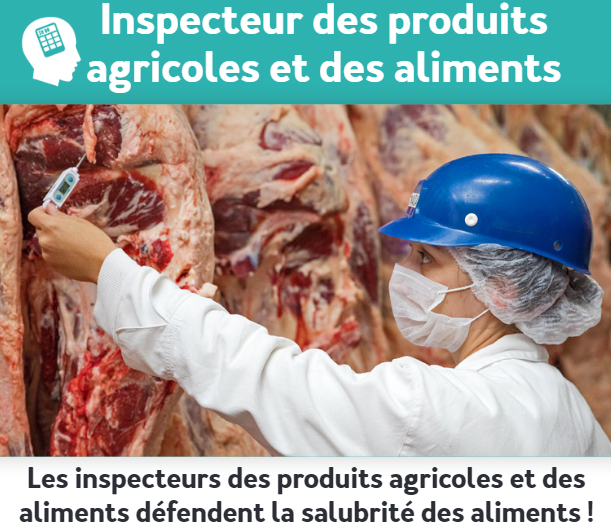 Inspecteur des produits
agricoles et des aliments
Les inspecteurs des produits agricoles et des
aliments défendent la salubrité des aliments !